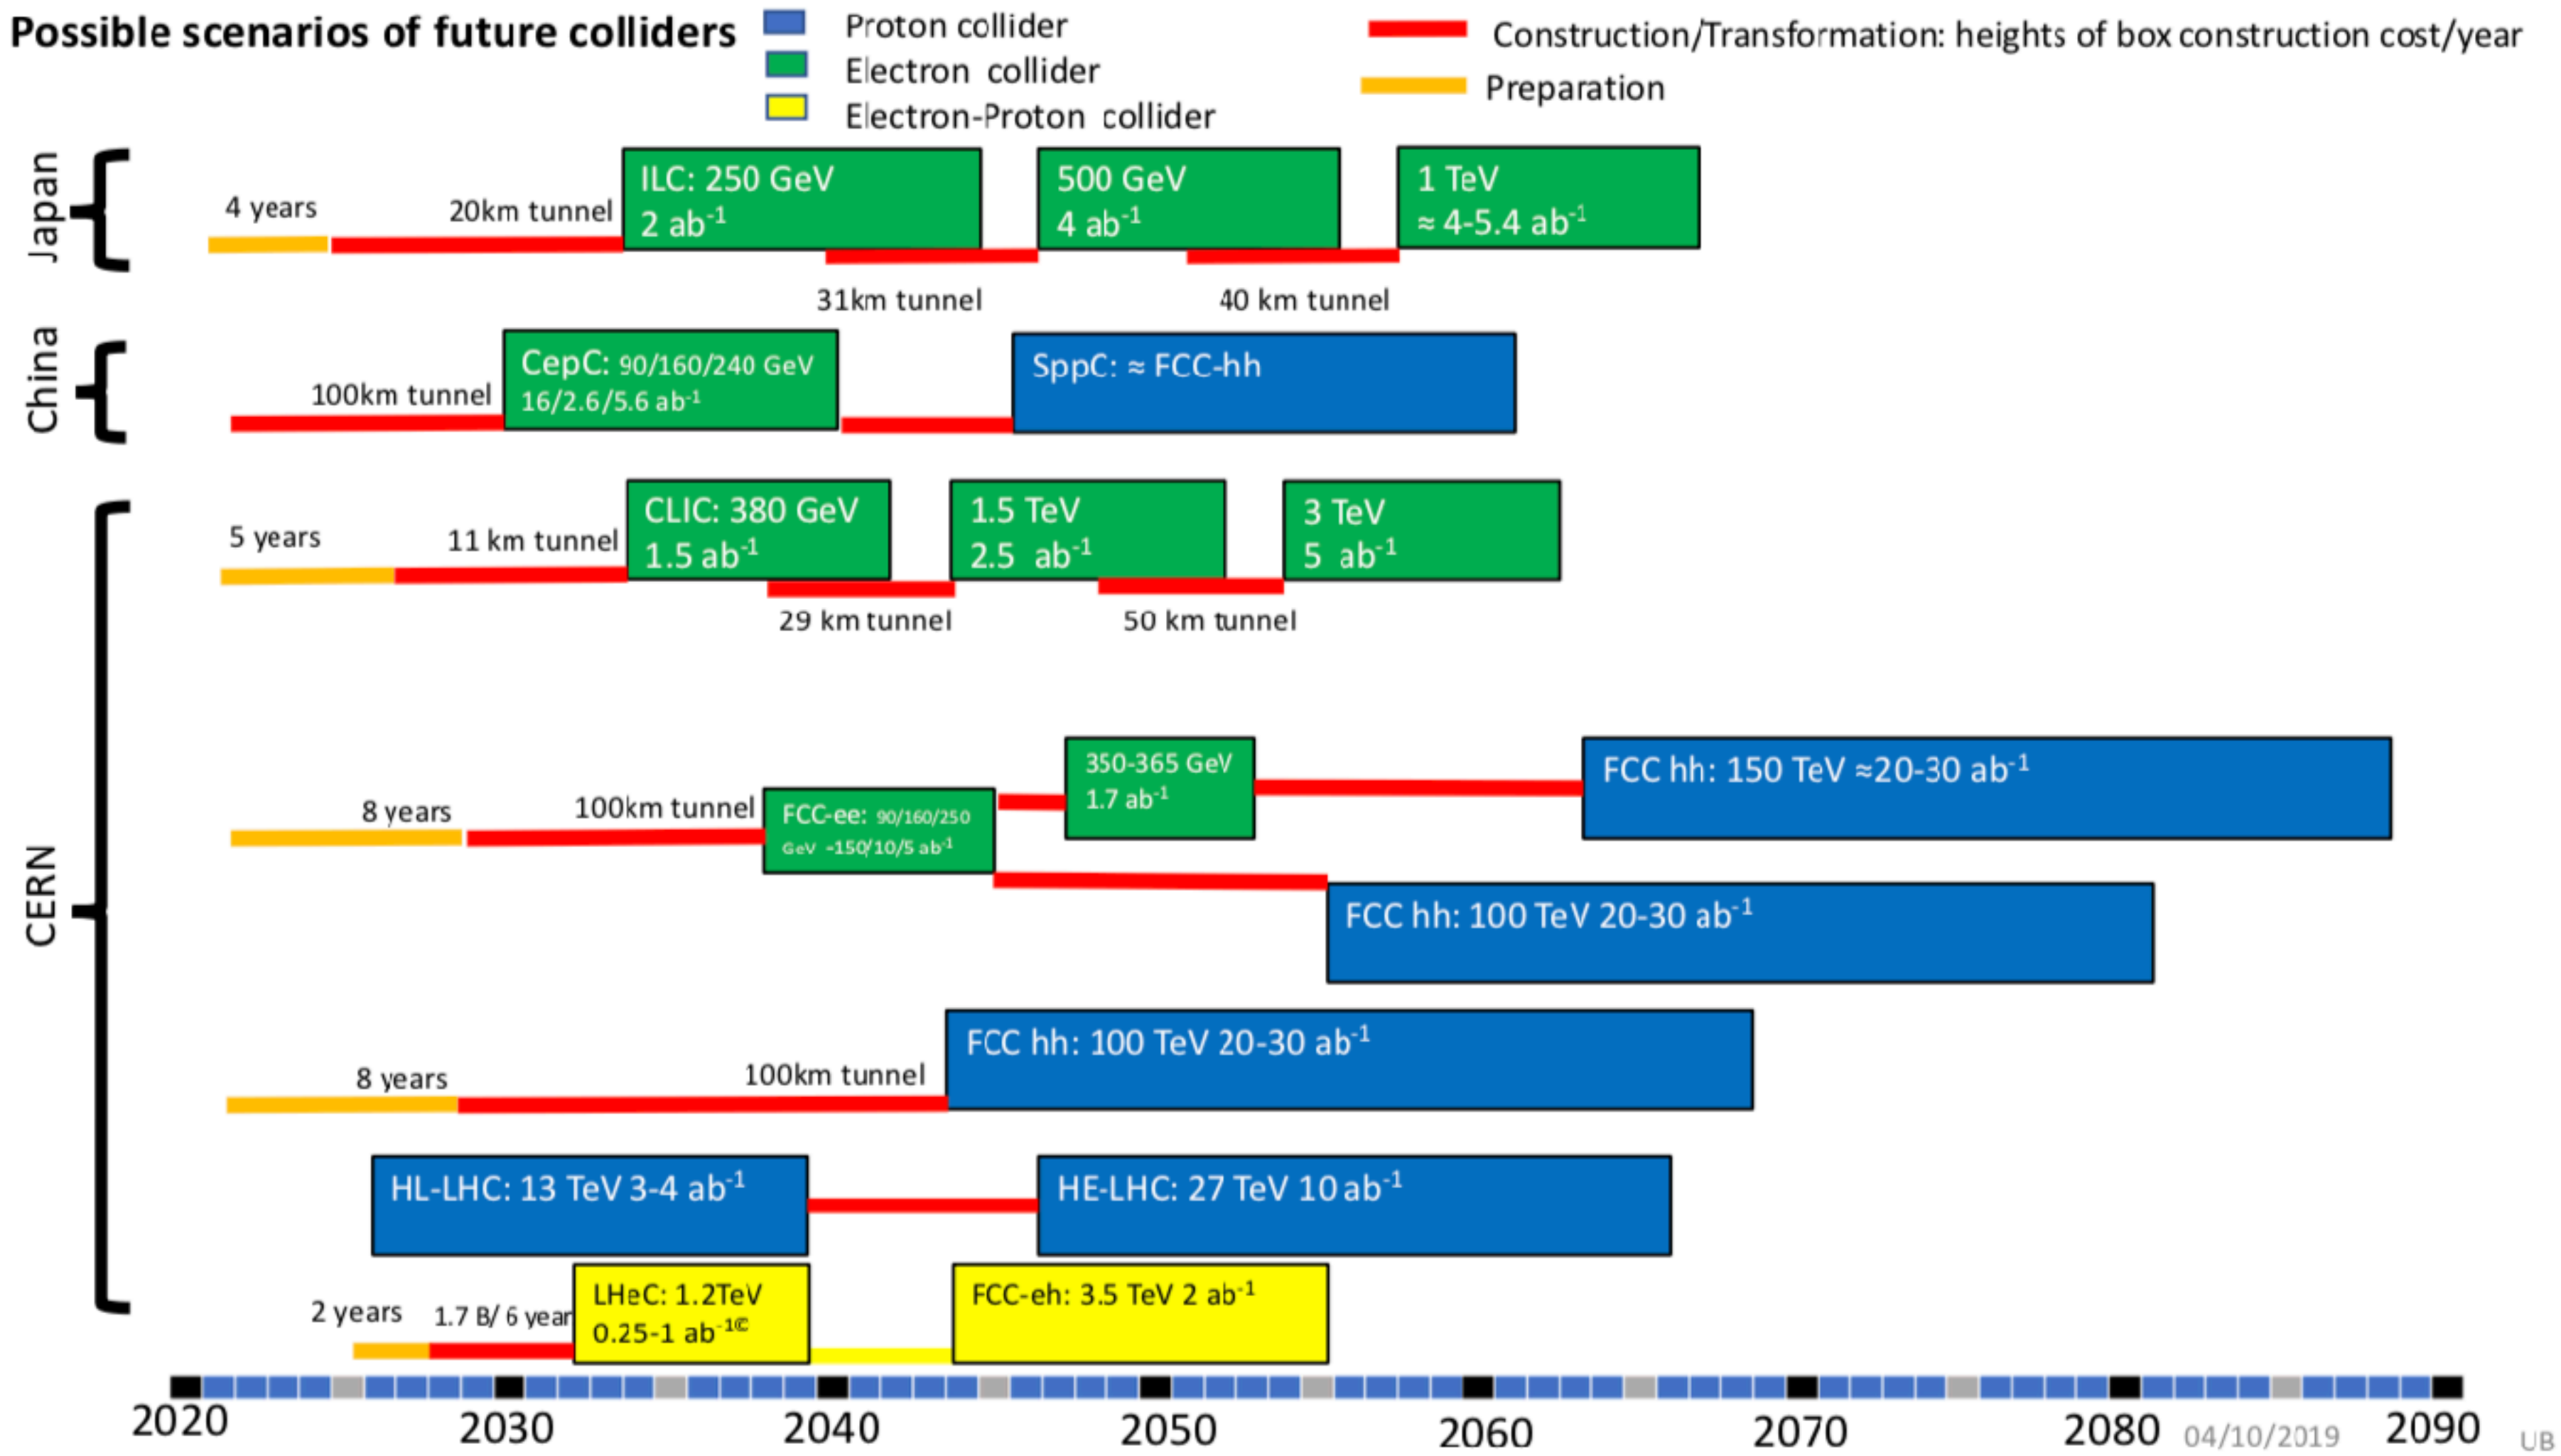 Possible scenarios of future colliders
Proton collider
Electron collider
Electron-Proton collider
Construction/Transformation: heights of box construction cost/year
Preparation
Japan
4 years
20km tunnel
ILC: 250 GeV
2 ab⁻¹
500 GeV
4 ab⁻¹
1 TeV
≈ 4-5.4 ab⁻¹
31km tunnel
40 km tunnel
China
100km tunnel
CepC: 90/160/240 GeV
16/2.6/5.6 ab⁻¹
SppC: ≈ FCC-hh
CERN
5 years
11 km tunnel
CLIC: 380 GeV
1.5 ab⁻¹
1.5 TeV
2.5 ab⁻¹
3 TeV
5 ab⁻¹
29 km tunnel
50 km tunnel
8 years
100km tunnel
FCC-ee: 90/160/250
GeV -150/10/5 ab⁻¹
350-365 GeV
1.7 ab⁻¹
FCC hh: 150 TeV ≈20-30 ab⁻¹
FCC hh: 100 TeV 20-30 ab⁻¹
8 years
100km tunnel
FCC hh: 100 TeV 20-30 ab⁻¹
HL-LHC: 13 TeV 3-4 ab⁻¹
HE-LHC: 27 TeV 10 ab⁻¹
2 years
1.7 B/ 6 year
LHeC: 1.2TeV
0.25-1 ab⁻¹©
FCC-eh: 3.5 TeV 2 ab⁻¹
2020
2030
2040
2050
2060
2070
2080
04/10/2019
2090
UB